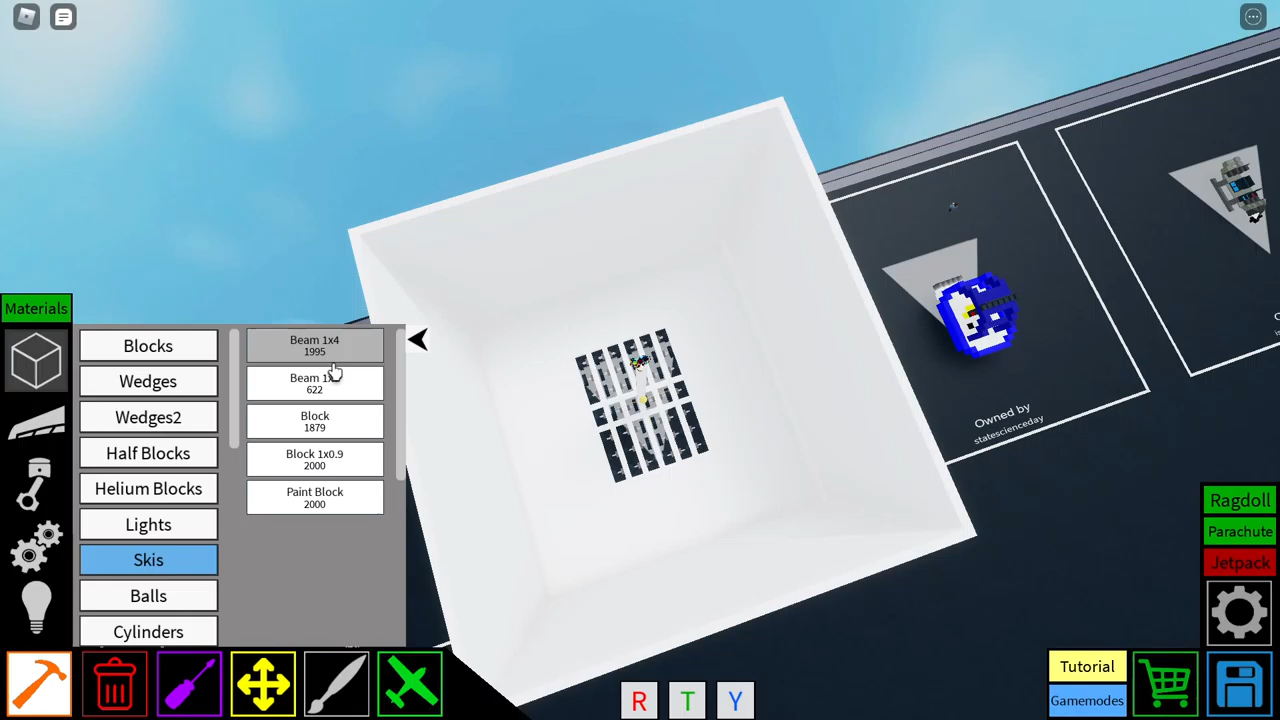 Materials
Blocks
Wedges
Wedges2
Half Blocks
Helium Blocks
Lights
Skis
Balls
Cylinders
Beam 1x4
1995
Beam
622
Block
1879
Block 1x0.9
2000
Paint Block
2000
Owned by
statescienceday
Ragdoll
Parachute
Jetpack
Tutorial
Gamemodes
R T Y